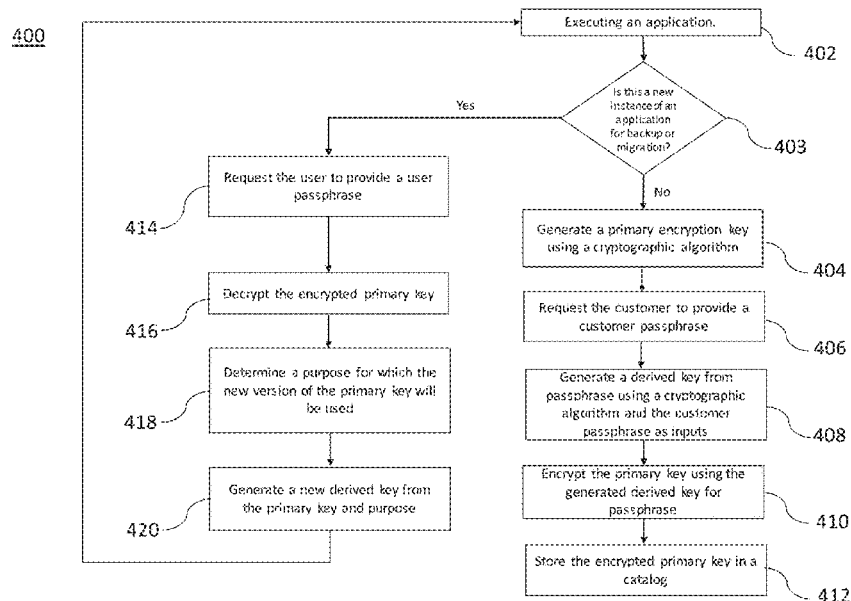 400
Executing an application.
402
Is this a new
instance of an
application
for backup or
migration?
403
Yes
No
Request the user to provide a user
passphrase
414
Generate a primary encryption key
using a cryptographic algorithm
404
Decrypt the encrypted primary key
416
Request the customer to provide a
customer passphrase
406
Determine a purpose for which the
new version of the primary key will
be used
418
Generate a derived key from
passphrase using a cryptographic
algorithm and the customer
passphrase as inputs
408
Generate a new derived key from
the primary key and purpose
420
Encrypt the primary key using the
generated derived key for
passphrase
410
Store the encrypted primary key in a
catalog
412